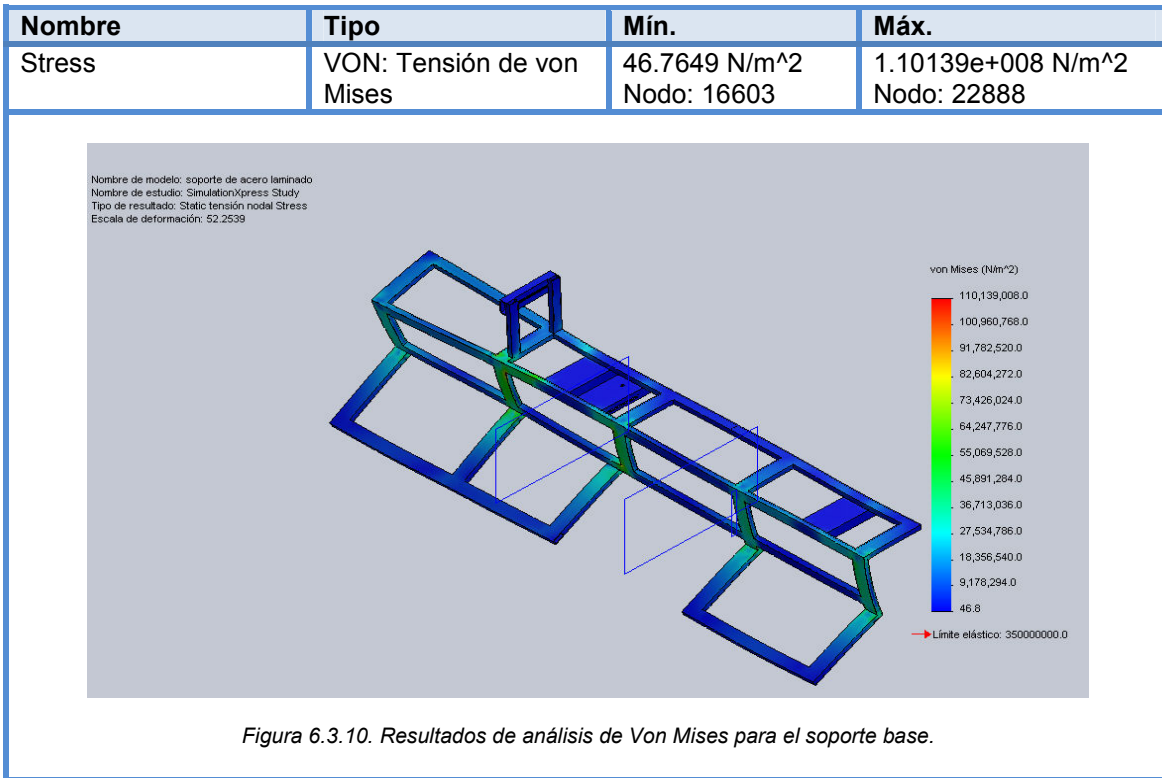 Nombre Tipo Mín. Máx.
Stress VON: Tensión de von 46.7649 N/m^2 1.10139e+008 N/m^2
Mises Nodo: 16603 Nodo: 22888
Nombre de modelo: soporte de acero laminado
Nombre de estudio: SimulationXpress Study
Tipo de resultado: Static tensión nodal Stress
Escala de deformación: 52.2539
von Mises (N/m^2)
110,139,008.0
100,960,768.0
91,782,520.0
82,604,272.0
73,426,024.0
64,247,776.0
55,069,528.0
45,891,284.0
36,713,036.0
27,534,786.0
18,356,540.0
9,178,294.0
46.8
Límite elástico: 350000000.0
Figura 6.3.10. Resultados de análisis de Von Mises para el soporte base.